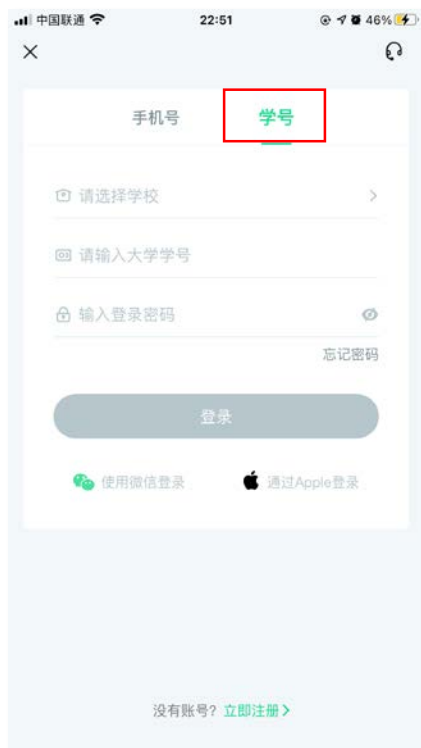 中国联通 22:51 46%
手机号 学号
请选择学校
请输入大学学号
输入登录密码
忘记密码
登录
使用微信登录 通过Apple登录
没有账号? 立即注册